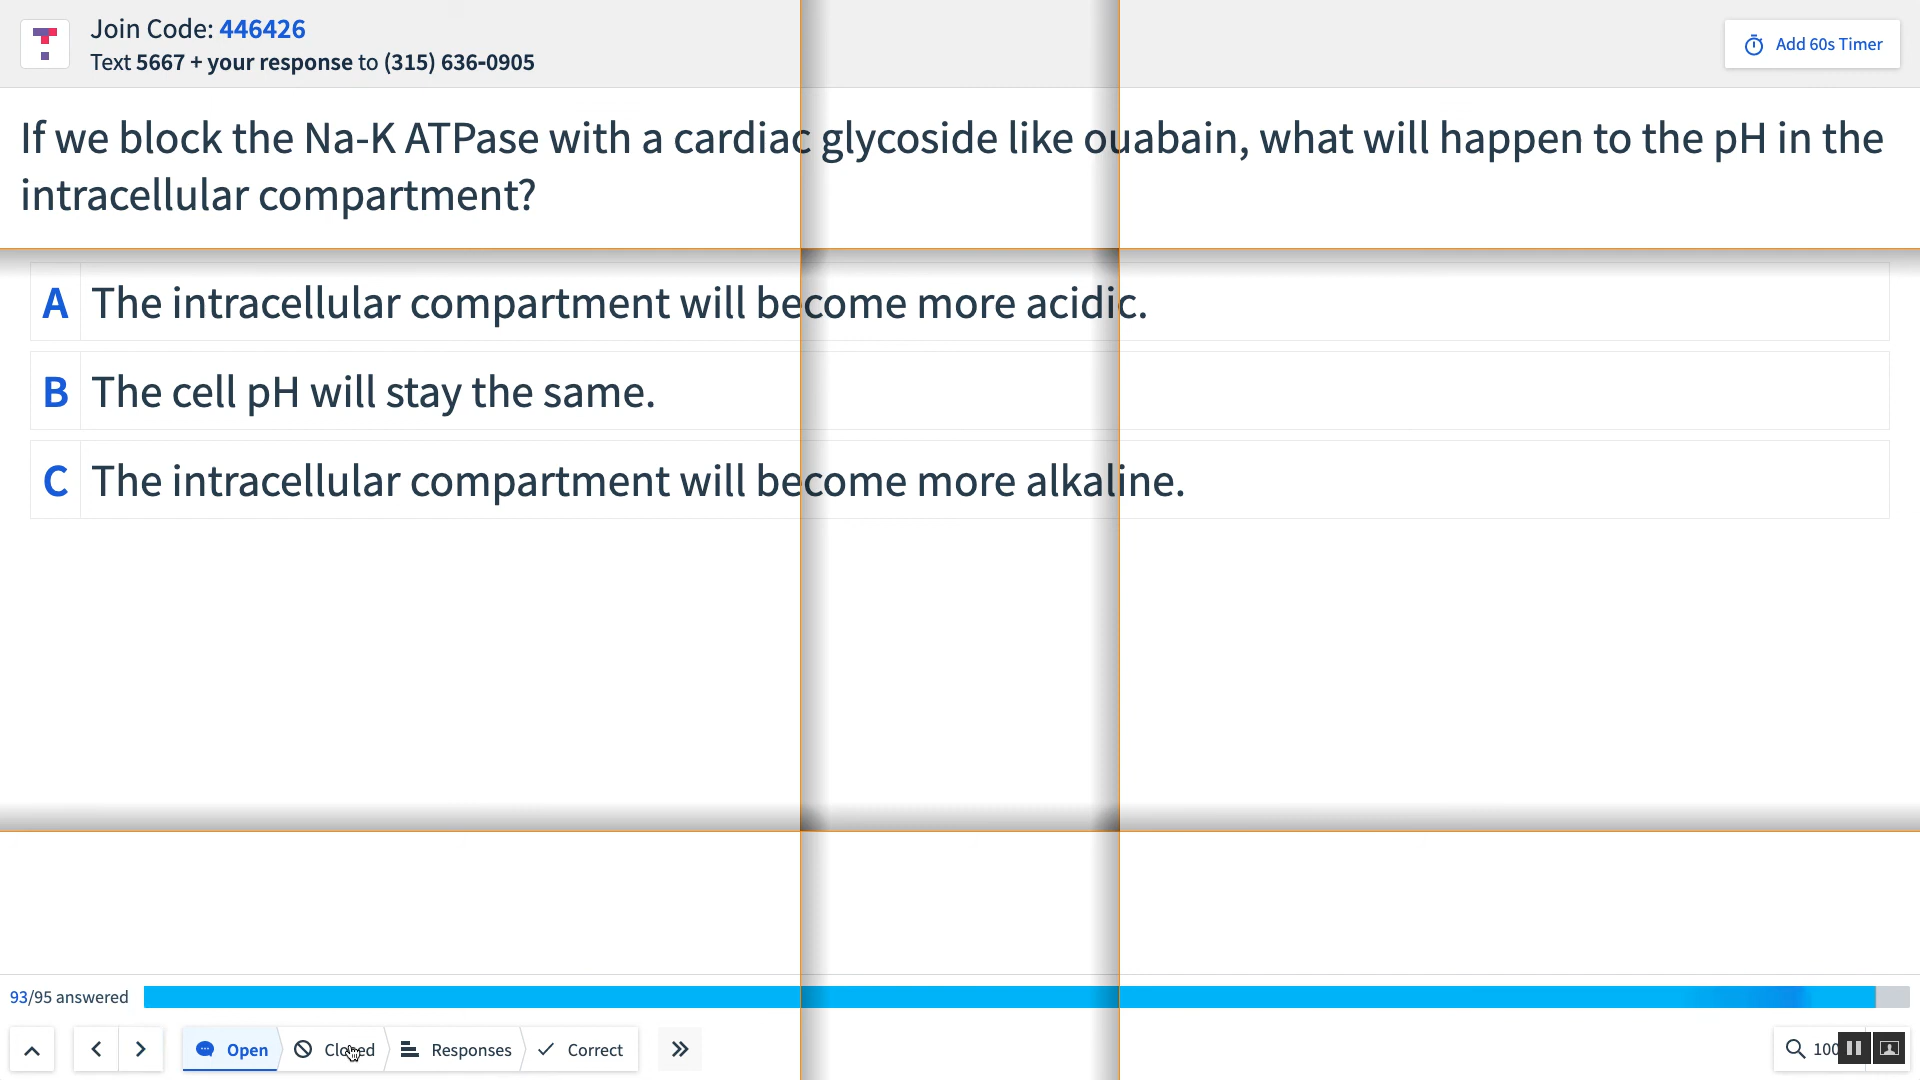 Join Code: 446426
Text 5667 + your response to (315) 636-0905
Add 60s Timer
If we block the Na-K ATPase with a cardiac glycoside like ouabain, what will happen to the pH in the
intracellular compartment?
A The intracellular compartment will become more acidic.
B The cell pH will stay the same.
C The intracellular compartment will become more alkaline.
93/95 answered
Open Closed Responses Correct
100